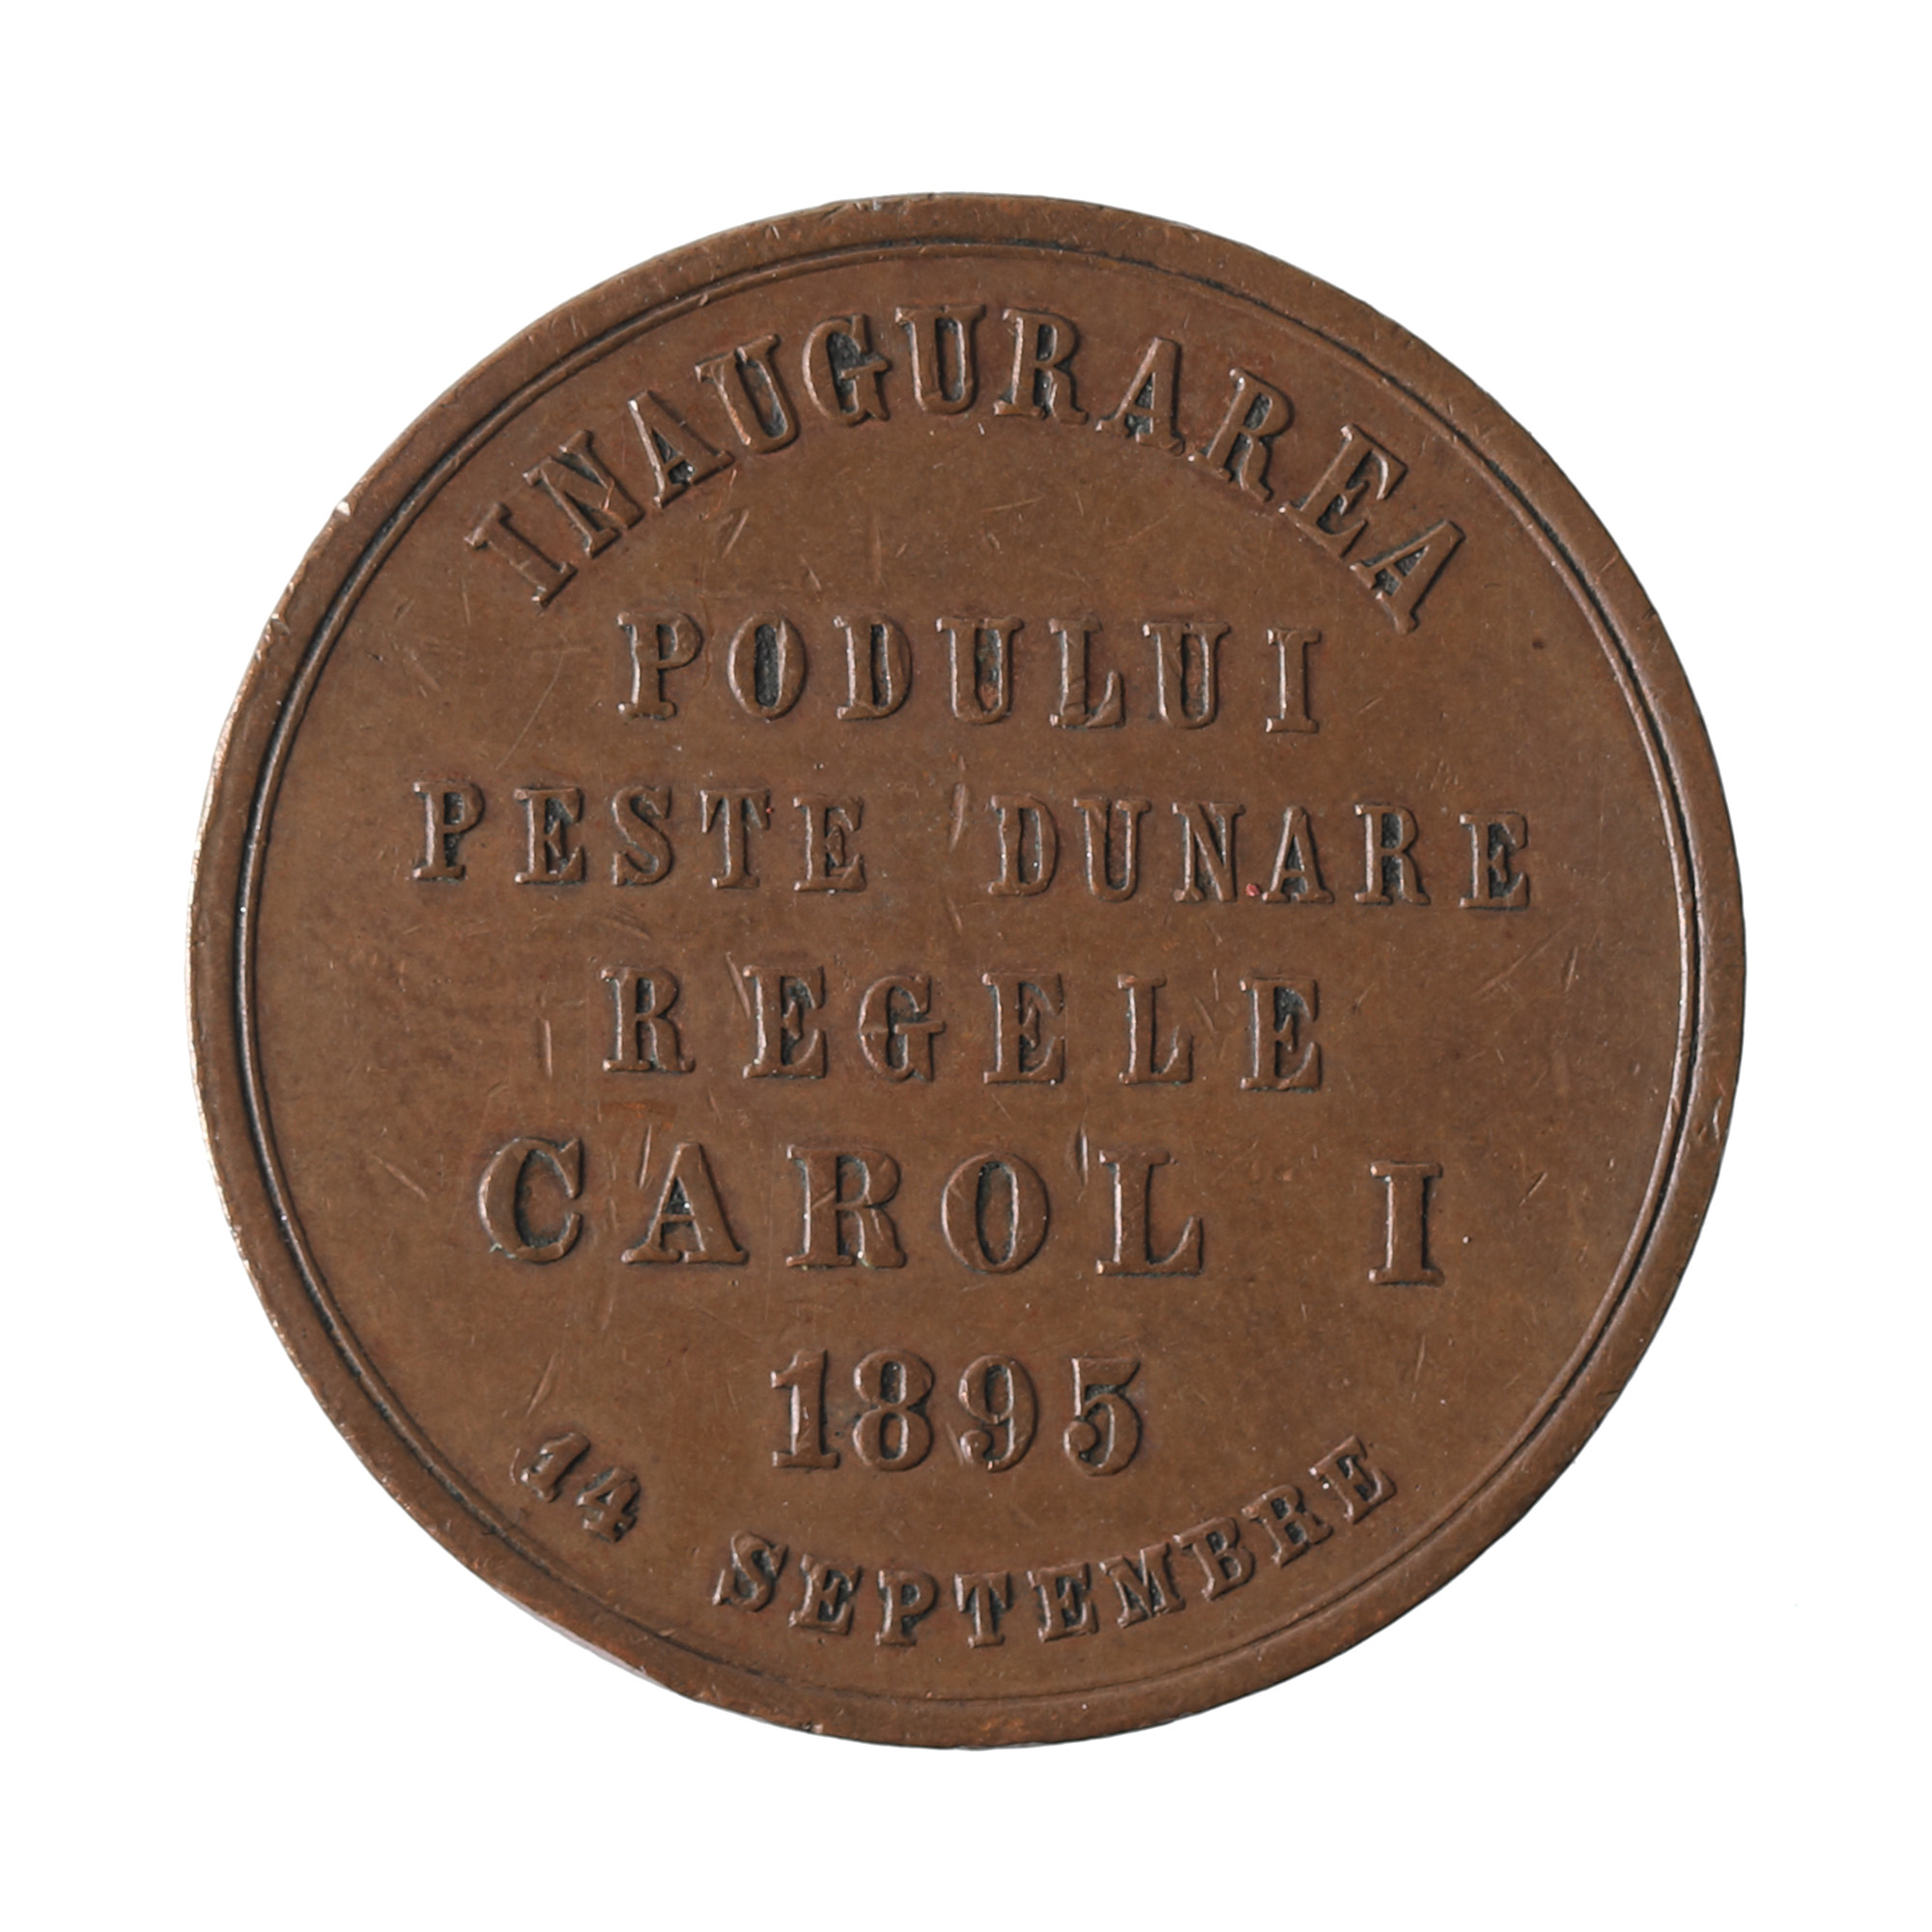 INAUGURAREA
PODULUI
PESTE DUNARE
REGELE
CAROL I
1895
14 SEPTEMBRE